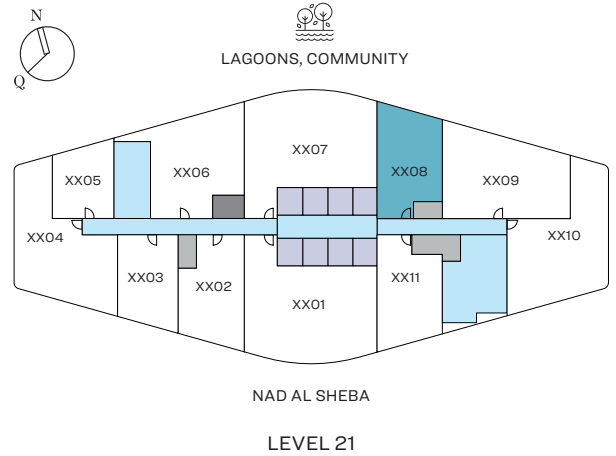 N
Q
LAGOONS, COMMUNITY
XX07
XX06
XX08
XX05
XX09
XX04
XX10
XX03
XX11
XX02
XX01
NAD AL SHEBA
LEVEL 21